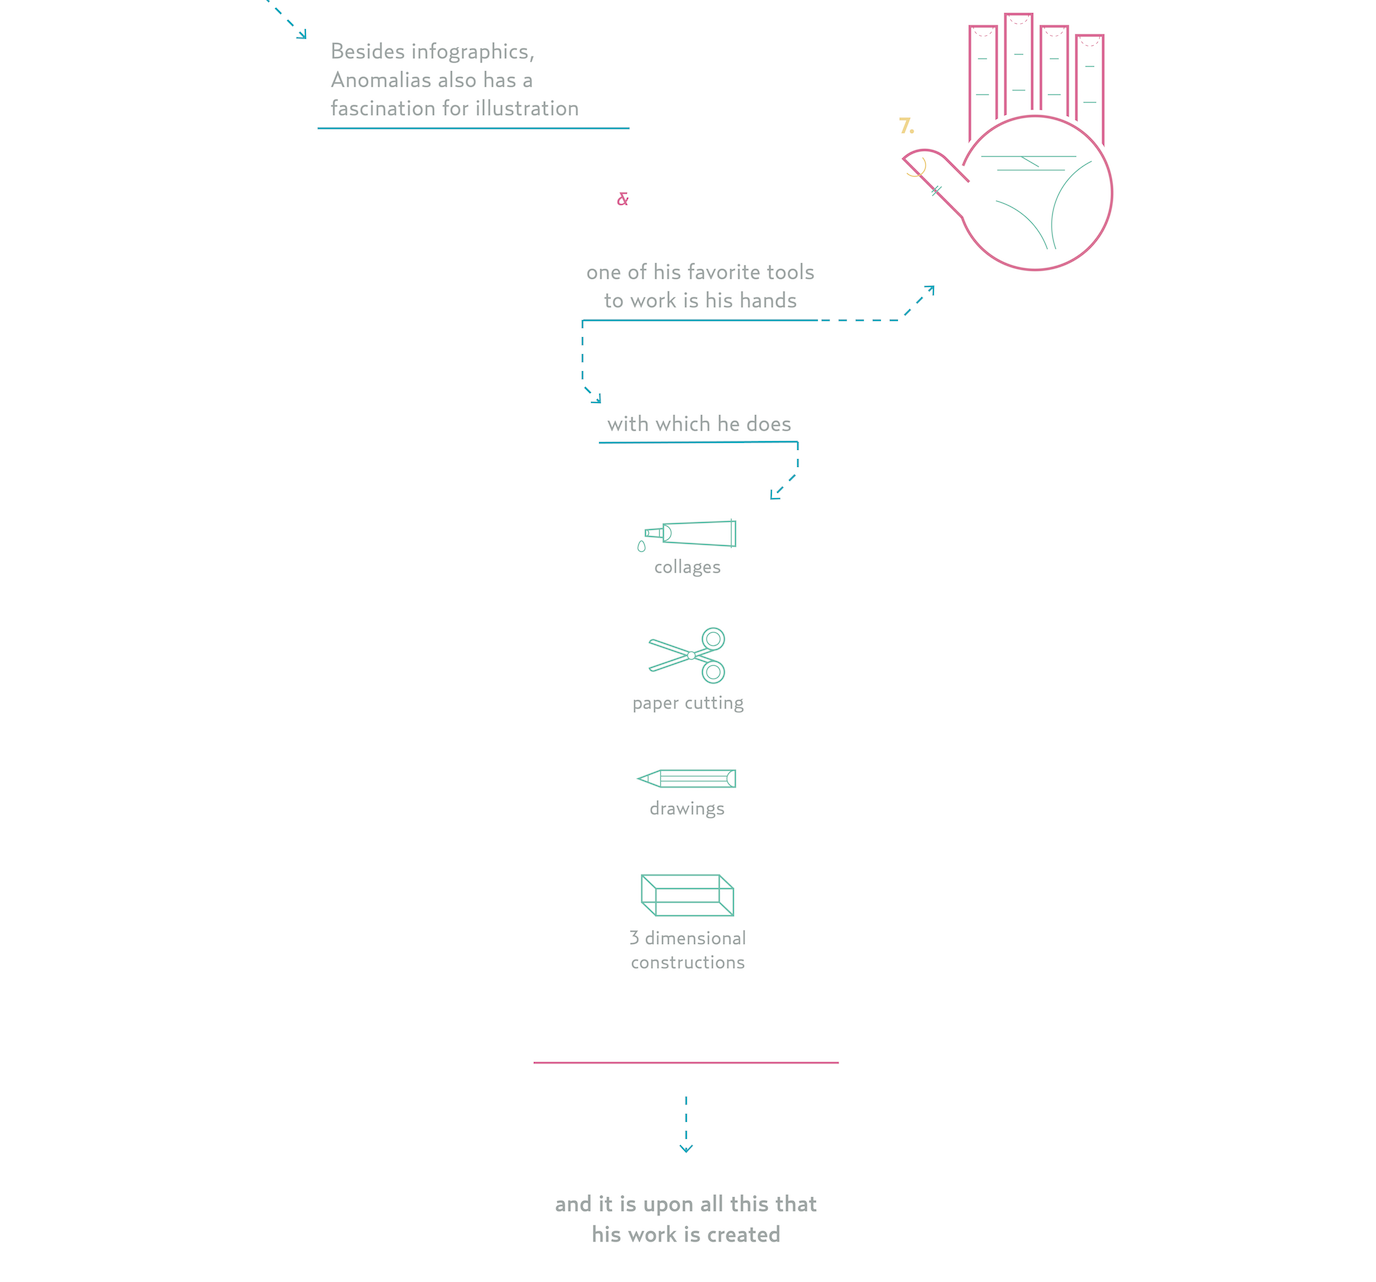 Besides infographics,
Anomalias also has a
fascination for illustration
7.
&
one of his favorite tools
to work is his hands
with which he does
collages
paper cutting
drawings
3 dimensional
constructions
and it is upon all this that
his work is created